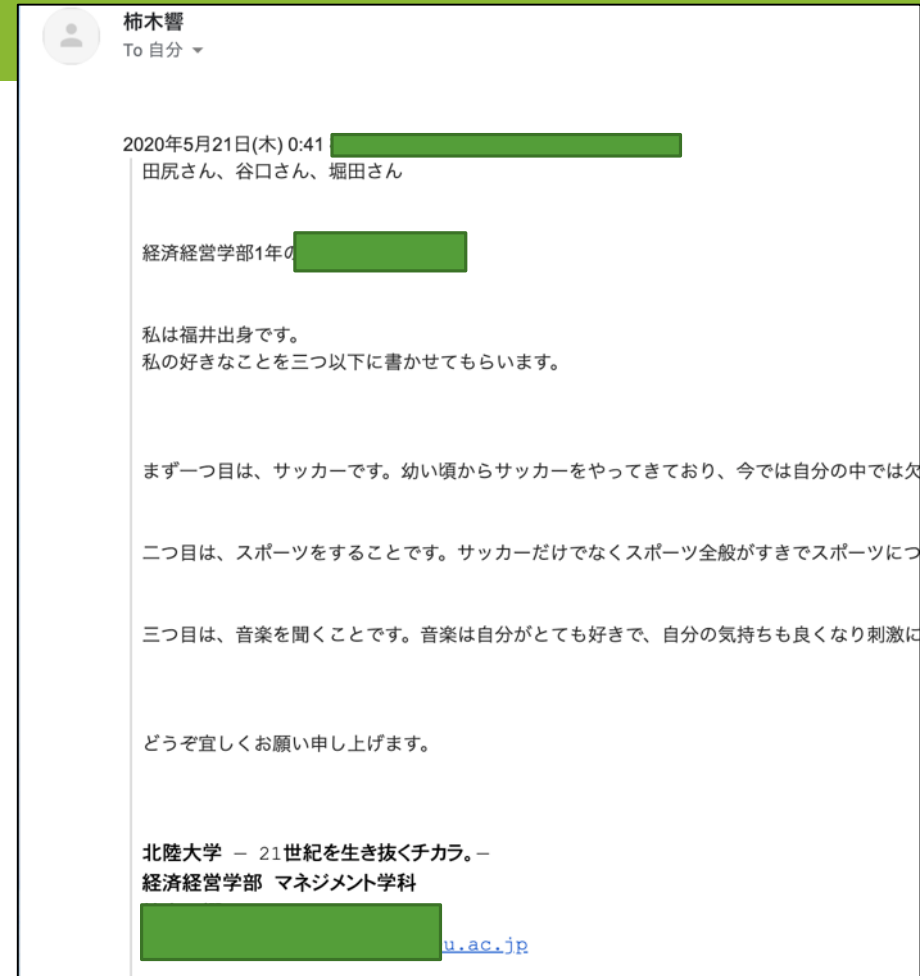 柿木響
To 自分
2020年5月21日(木) 0:41
田尻さん、谷口さん、堀田さん
経済経営学部1年の
私は福井出身です。
私の好きなことを三つ以下に書かせてもらいます。
まず一つ目は、サッカーです。幼い頃からサッカーをやってきており、今では自分の中では欠
二つ目は、スポーツをすることです。サッカーだけでなくスポーツ全般がすきでスポーツにつ
三つ目は、音楽を聞くことです。音楽は自分がとても好きで、自分の気持ちも良くなり刺激に
どうぞ宜しくお願い申し上げます。
北陸大学 － 21世紀を生き抜くチカラ。－
経済経営学部 マネジメント学科
u.ac.jp